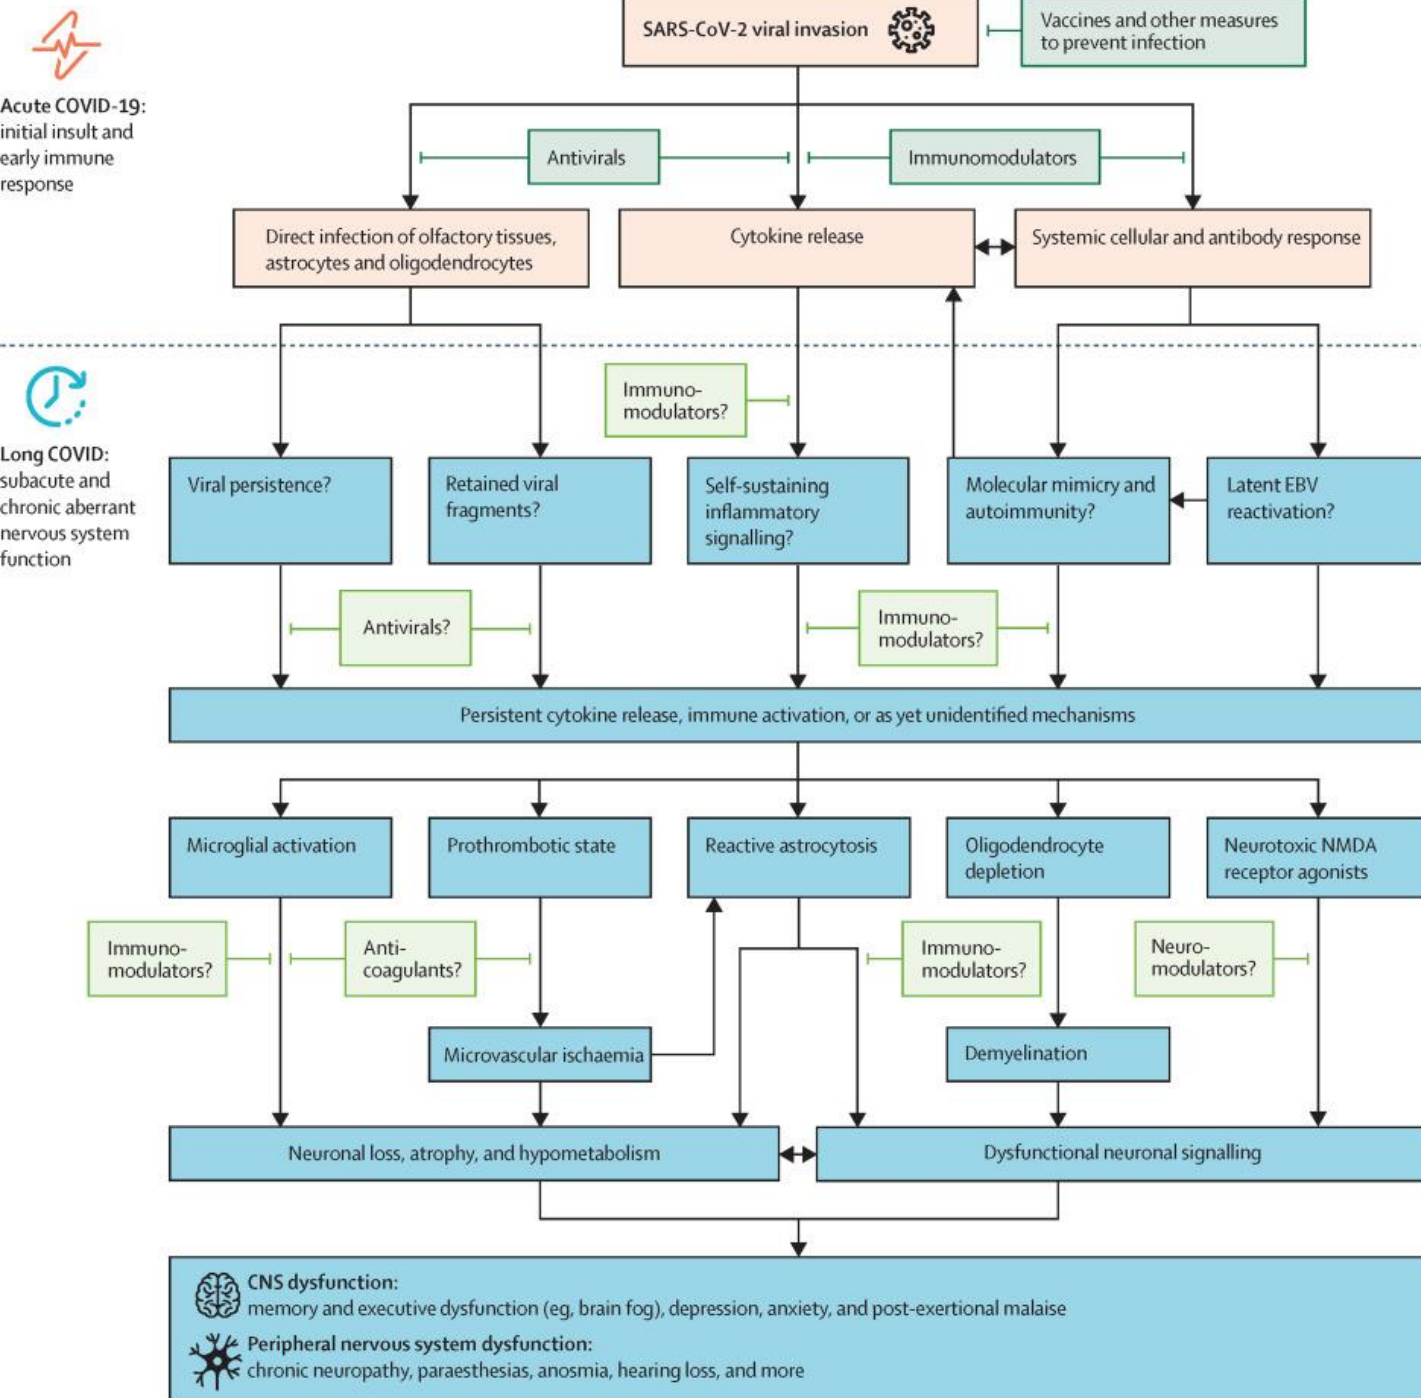 SARS-CoV-2 viral invasion
Vaccines and other measures
to prevent infection
Acute COVID-19:
initial insult and
early immune
response
Antivirals
Immunomodulators
Direct infection of olfactory tissues,
astrocytes and oligodendrocytes
Cytokine release
Systemic cellular and antibody response
Long COVID:
subacute and
chronic aberrant
nervous system
function
Immuno-
modulators?
Viral persistence?
Retained viral
fragments?
Self-sustaining
inflammatory
signalling?
Molecular mimicry and
autoimmunity?
Latent EBV
reactivation?
Antivirals?
Immuno-
modulators?
Persistent cytokine release, immune activation, or as yet unidentified mechanisms
Microglial activation
Prothrombotic state
Reactive astrocytosis
Oligodendrocyte
depletion
Neurotoxic NMDA
receptor agonists
Immuno-
modulators?
Anti-
coagulants?
Immuno-
modulators?
Neuro-
modulators?
Microvascular ischaemia
Demyelination
Neuronal loss, atrophy, and hypometabolism
Dysfunctional neuronal signalling
CNS dysfunction:
memory and executive dysfunction (eg, brain fog), depression, anxiety, and post-exertional malaise
Peripheral nervous system dysfunction:
chronic neuropathy, paraesthesias, anosmia, hearing loss, and more